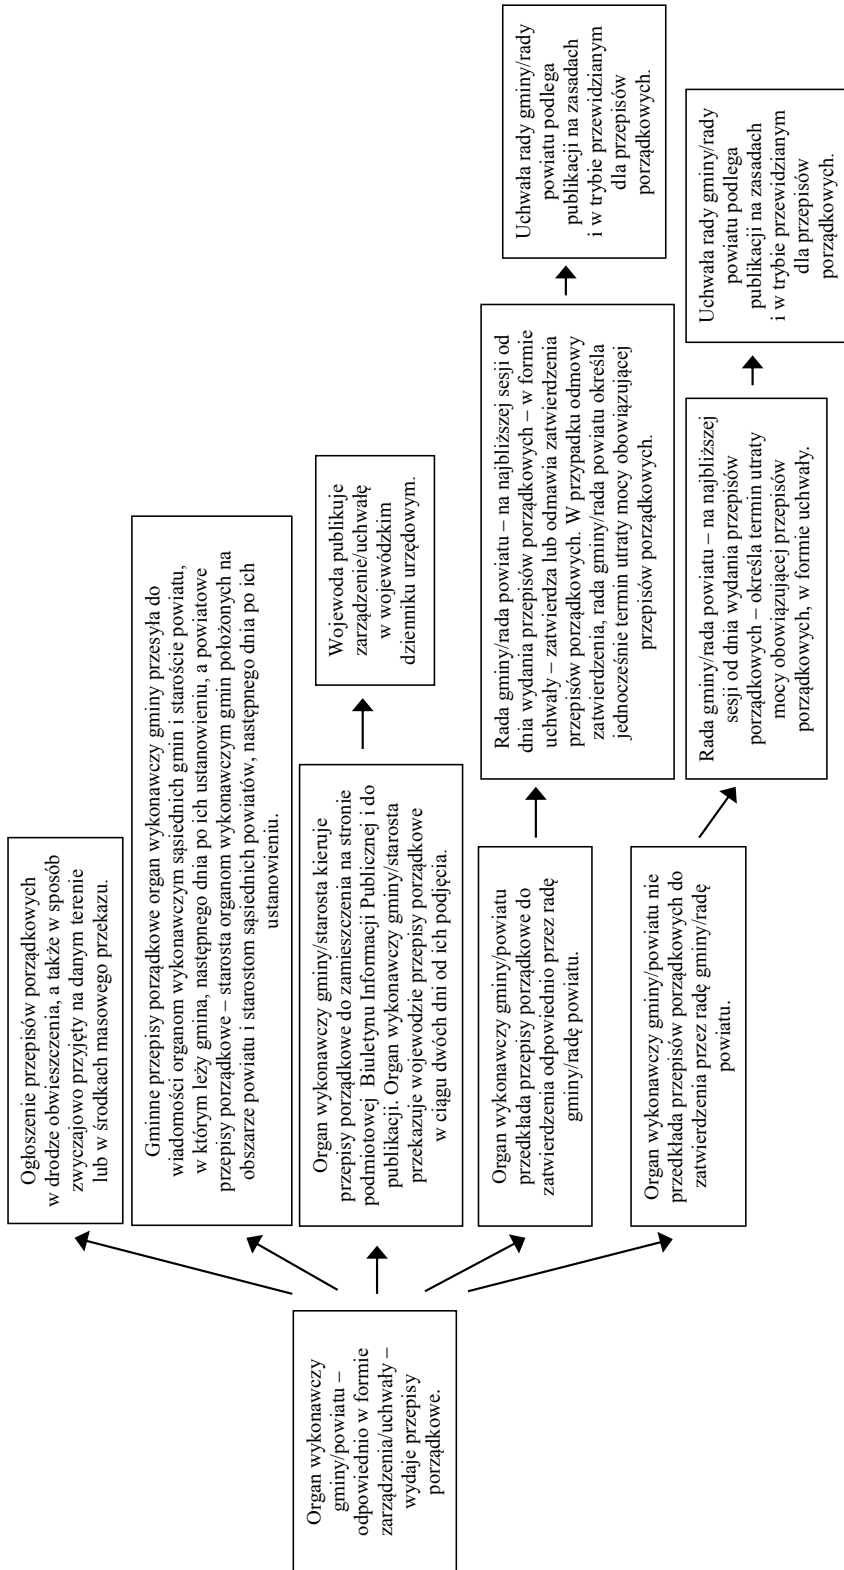 Organ wykonawczy
gminy/powiatu –
odpowiednio w formie
zarządzenia/uchwały –
wydaje przepisy
porządkowe.
Ogłoszenie przepisów porządkowych
w drodze obwieszczenia, a także w sposób
zwyczajowo przyjęty na danym terenie
lub w środkach masowego przekazu.
Gminne przepisy porządkowe organ wykonawczy gminy przesyła do
wiadomości organom wykonawczym sąsiednich gmin i staroście powiatu,
w którym leży gmina, następnego dnia po ich ustanowieniu, a powiatowe
przepisy porządkowe – starosta organom wykonawczym gmin położonych na
obszarze powiatu i starostom sąsiednich powiatów, następnego dnia po ich
ustanowieniu.
Organ wykonawczy gminy/starosta kieruje
przepisy porządkowe do zamieszczenia na stronie
podmiotowej Biuletynu Informacji Publicznej i do
publikacji. Organ wykonawczy gminy/starosta
przekazuje wojewodzie przepisy porządkowe
w ciągu dwóch dni od ich podjęcia.
Wojewoda publikuje
zarządzenie/uchwałę
w wojewódzkim
dzienniku urzędowym.
Organ wykonawczy gminy/powiatu
przedkłada przepisy porządkowe do
zatwierdzenia odpowiednio przez radę
gminy/radę powiatu.
Rada gminy/rada powiatu – na najbliższej sesji od
dnia wydania przepisów porządkowych – w formie
uchwały – zatwierdza lub odmawia zatwierdzenia
przepisów porządkowych. W przypadku odmowy
zatwierdzenia, rada gminy/rada powiatu określa
jednocześnie termin utraty mocy obowiązującej
przepisów porządkowych.
Uchwała rady gminy/rady
powiatu podlega
publikacji na zasadach
i w trybie przewidzianym
dla przepisów
porządkowych.
Organ wykonawczy gminy/powiatu nie
przedkłada przepisów porządkowych do
zatwierdzenia przez radę gminy/radę
powiatu.
Rada gminy/rada powiatu – na najbliższej
sesji od dnia wydania przepisów
porządkowych – określa termin utraty
mocy obowiązującej przepisów
porządkowych, w formie uchwały.
Uchwała rady gminy/rady
powiatu podlega
publikacji na zasadach
i w trybie przewidzianym
dla przepisów
porządkowych.